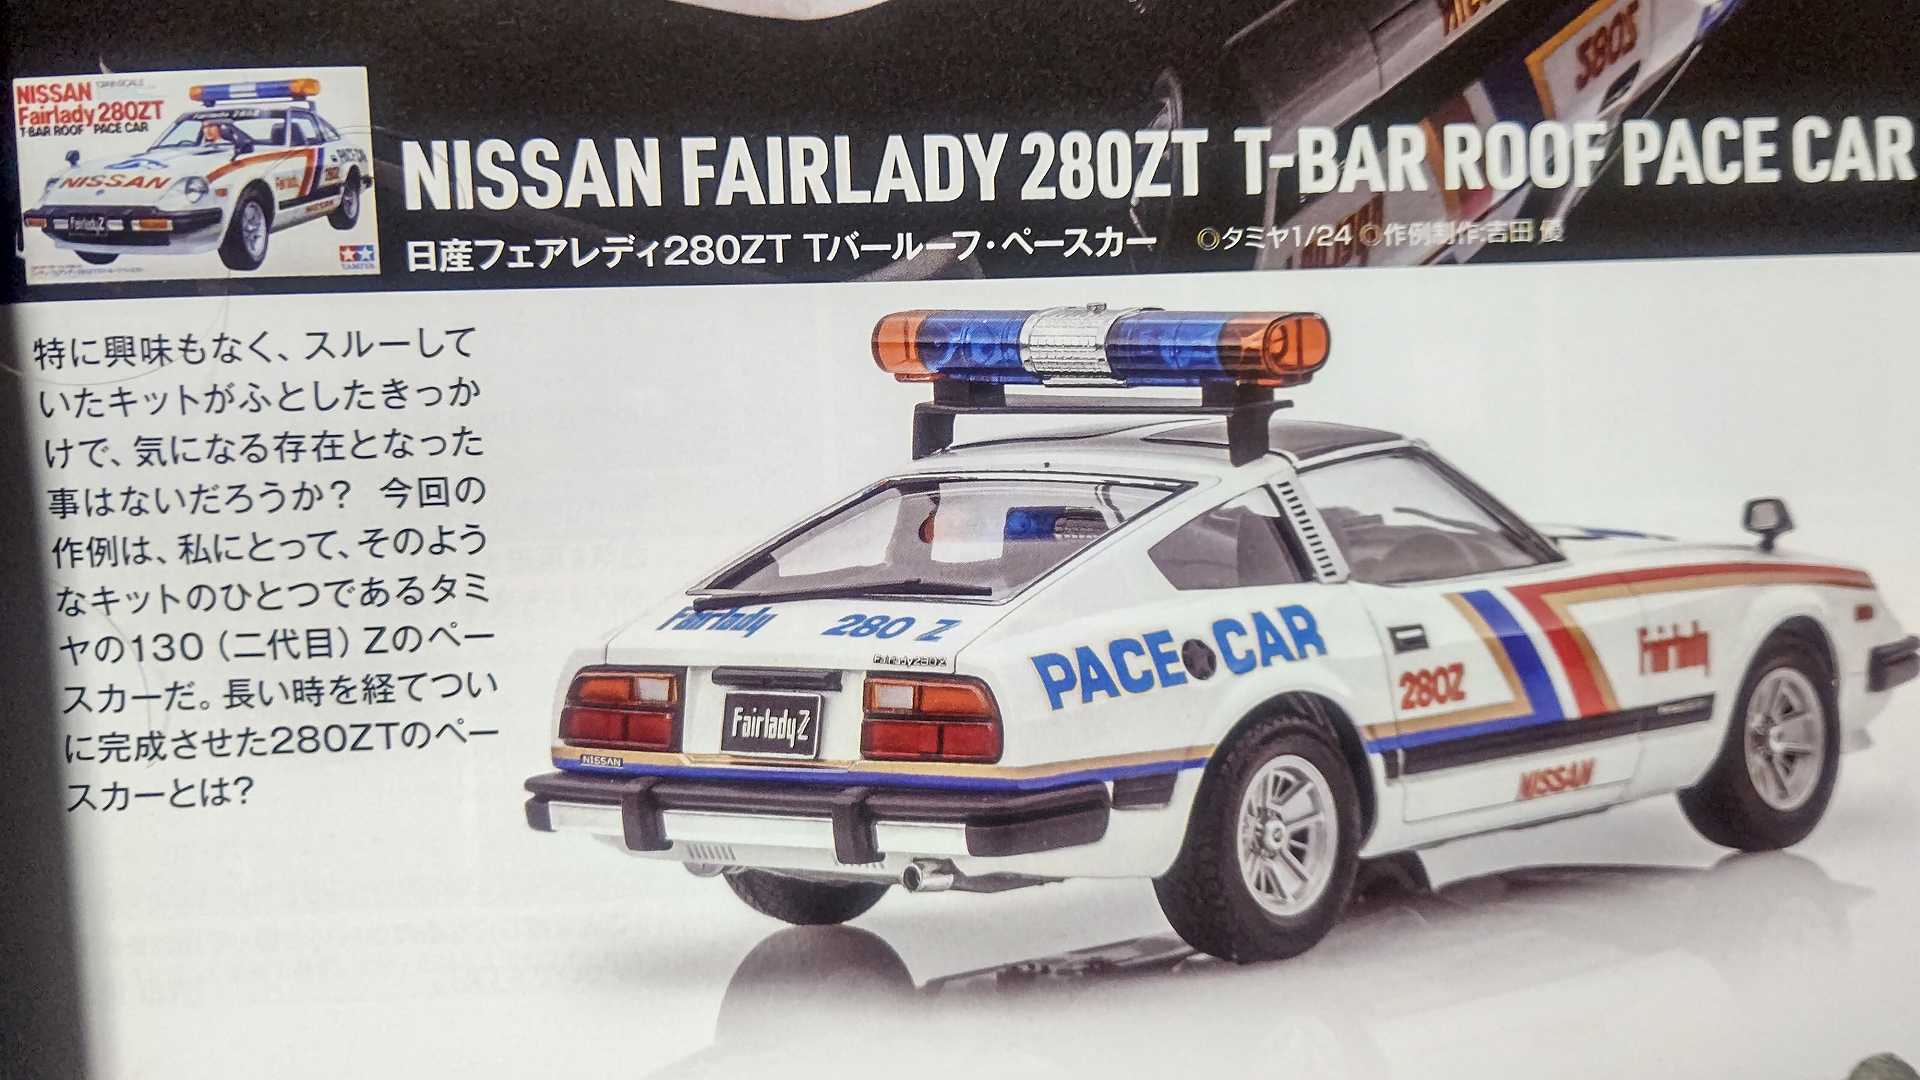 NISSAN
Fairlady 280ZT
T-BAR ROOF PACE CAR
NISSAN
FairladyZ
TAMIYA
NISSAN FAIRLADY 280ZT T-BAR ROOF PACE CAR
日産フェアレディ280ZT Tバールーフ・ペースカー ◎タミヤ1/24 ◎作例制作:吉田 優
特に興味もなく、スルーして
いたキットがふとしたきっか
けで、気になる存在となった
事はないだろうか? 今回の
作例は、私にとって、そのよう
なキットのひとつであるタミ
ヤの130(二代目)Zのペー
スカーだ。長い時を経てつい
に完成させた280ZTのペー
スカーとは?
Fairlady 280 Z
PACE CAR
280Z
Fairlady
FairladyZ
NISSAN
NISSAN
280Z